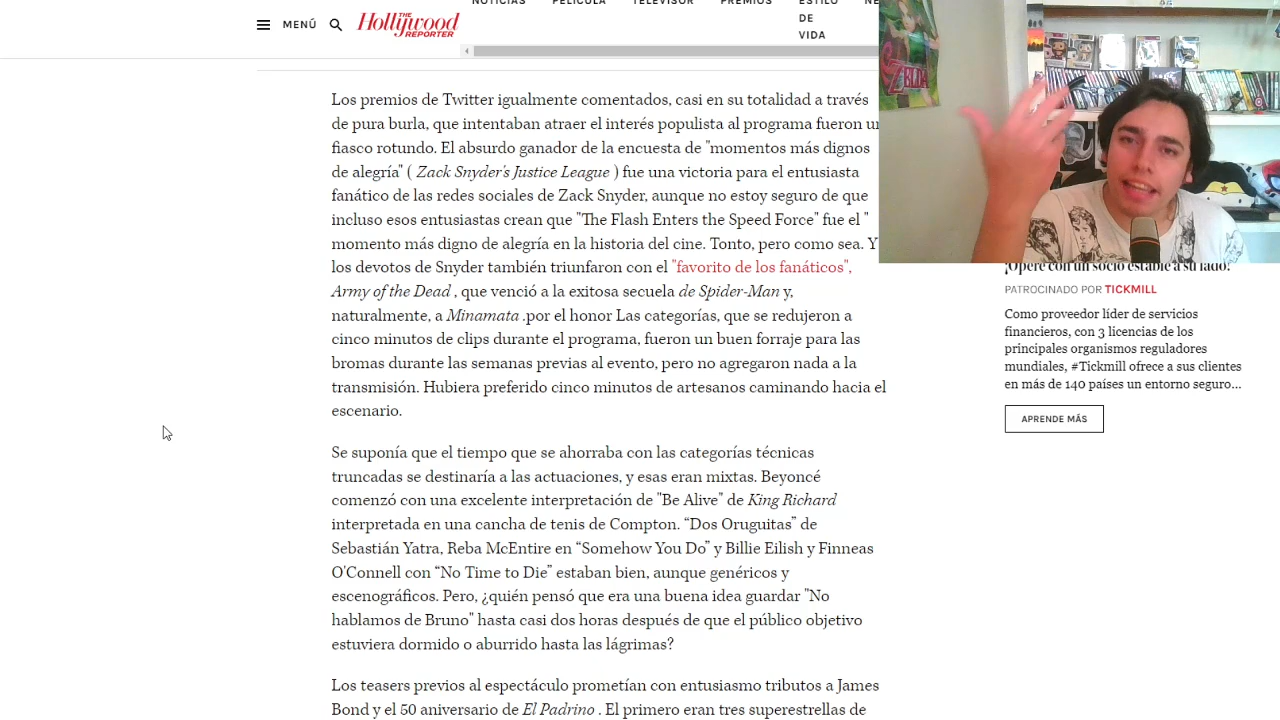 NOTICIAS PELÍCULA TELEVISOR PREMIOS ESTILO DE VIDA
MENÚ
THE Hollywood REPORTER
Los premios de Twitter igualmente comentados, casi en su totalidad a través
de pura burla, que intentaban atraer el interés populista al programa fueron un
fiasco rotundo. El absurdo ganador de la encuesta de "momentos más dignos
de alegría" ( Zack Snyder's Justice League ) fue una victoria para el entusiasta
fanático de las redes sociales de Zack Snyder, aunque no estoy seguro de que
incluso esos entusiastas crean que "The Flash Enters the Speed Force" fue el "
momento más digno de alegría en la historia del cine. Tonto, pero como sea. Y
los devotos de Snyder también triunfaron con el "favorito de los fanáticos",
Army of the Dead , que venció a la exitosa secuela de Spider-Man y,
naturalmente, a Minamata .por el honor Las categorías, que se redujeron a
cinco minutos de clips durante el programa, fueron un buen forraje para las
bromas durante las semanas previas al evento, pero no agregaron nada a la
transmisión. Hubiera preferido cinco minutos de artesanos caminando hacia el
escenario.
Se suponía que el tiempo que se ahorraba con las categorías técnicas
truncadas se destinaría a las actuaciones, y esas eran mixtas. Beyoncé
comenzó con una excelente interpretación de "Be Alive" de King Richard
interpretada en una cancha de tenis de Compton. “Dos Oruguitas” de
Sebastián Yatra, Reba McEntire en “Somehow You Do” y Billie Eilish y Finneas
O'Connell con “No Time to Die” estaban bien, aunque genéricos y
escenográficos. Pero, ¿quién pensó que era una buena idea guardar "No
hablamos de Bruno" hasta casi dos horas después de que el público objetivo
estuviera dormido o aburrido hasta las lágrimas?
Los teasers previos al espectáculo prometían con entusiasmo tributos a James
Bond y el 50 aniversario de El Padrino . El primero eran tres superestrellas de
ZELDA
¡Opere con un socio estable a su lado!
PATROCINADO POR TICKMILL
Como proveedor líder de servicios
financieros, con 3 licencias de los
principales organismos reguladores
mundiales, #Tickmill ofrece a sus clientes
en más de 140 países un entorno seguro...
APRENDE MÁS